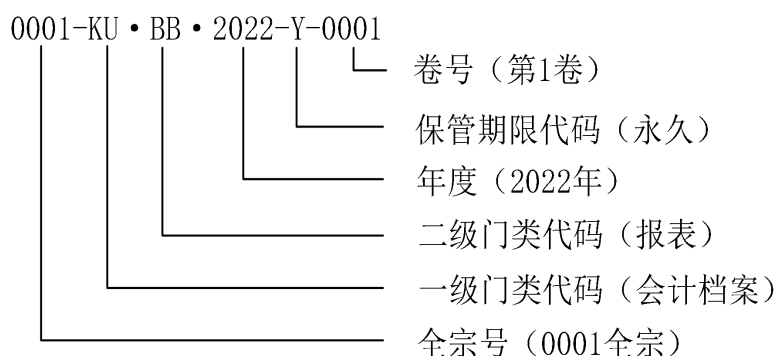 0001-KU·BB·2022-Y-0001
卷号（第1卷）
保管期限代码（永久）
年度（2022年）
二级门类代码（报表）
一级门类代码（会计档案）
全宗号（0001全宗）